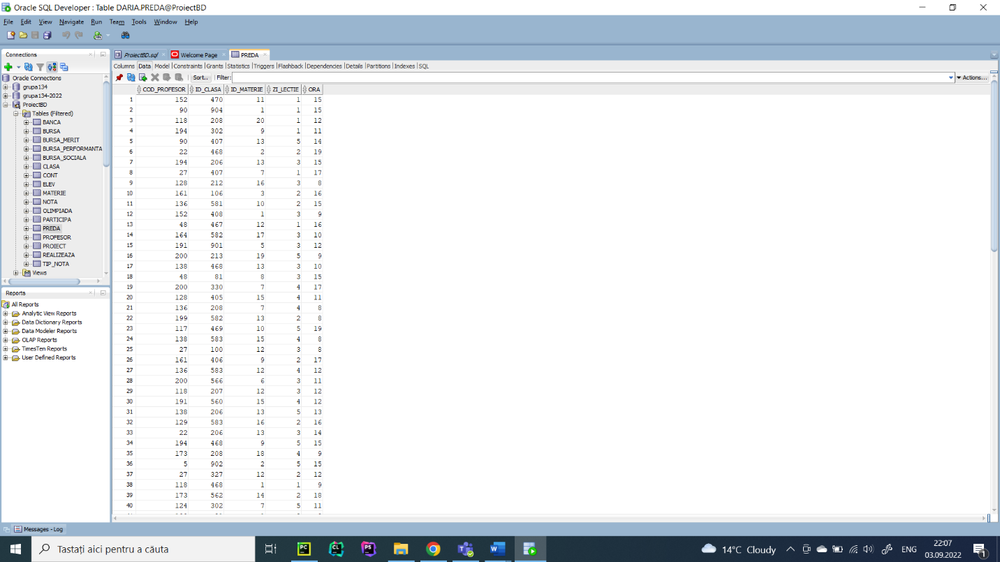 Oracle SQL Developer : Table DARIA.PREDA@ProiectBD
File Edit View Navigate Run Team Tools Window Help
Connections
Oracle Connections
grupa134
grupa134-2022
ProiectBD
Tables (Filtered)
BANCA
BURSA
BURSA_MERIT
BURSA_PERFORMANTA
BURSA_SOCIALA
CLASA
CONT
ELEV
MATERIE
NOTA
OLIMPIADA
PARTICIPA
PREDA
PROFESOR
PROIECT
REALIZEAZA
TIP_NOTA
Views
Reports
All Reports
Analytic View Reports
Data Dictionary Reports
Data Modeler Reports
OLAP Reports
TimesTen Reports
User Defined Reports
ProiectBD.sql Welcome Page PREDA
Columns Data Model Constraints Grants Statistics Triggers Flashback Dependencies Details Partitions Indexes SQL
Sort.. Filter: Actions...
COD_PROFESOR ID_CLASA ID_MATERIE ZI_LECTIE ORA
1 152 470 11 1 15
2 90 904 1 1 15
3 118 208 20 1 12
4 194 302 9 1 11
5 90 407 13 5 14
6 22 468 2 2 19
7 194 206 13 3 15
8 27 407 7 1 17
9 128 212 16 3 8
10 161 106 3 2 16
11 136 581 10 2 15
12 152 408 1 3 9
13 48 467 12 1 16
14 164 582 17 3 10
15 191 901 5 3 12
16 200 213 19 5 9
17 138 468 13 3 10
18 48 81 8 3 15
19 200 330 7 4 17
20 128 405 15 4 11
21 136 208 7 4 8
22 199 582 13 2 8
23 117 469 10 5 19
24 138 583 15 4 8
25 27 100 12 3 8
26 161 406 9 2 17
27 136 583 12 4 12
28 200 566 6 3 11
29 118 207 12 3 12
30 191 560 15 4 12
31 138 206 13 5 13
32 129 583 16 2 16
33 22 206 13 3 14
34 194 468 9 5 15
35 173 208 18 4 9
36 5 902 2 5 15
37 27 327 12 2 12
38 118 468 1 1 9
39 173 562 14 2 18
40 124 302 7 5 11
Messages - Log
Tastați aici pentru a căuta
PC CL PS W
14°C Cloudy ENG 22:07
03.09.2022 1